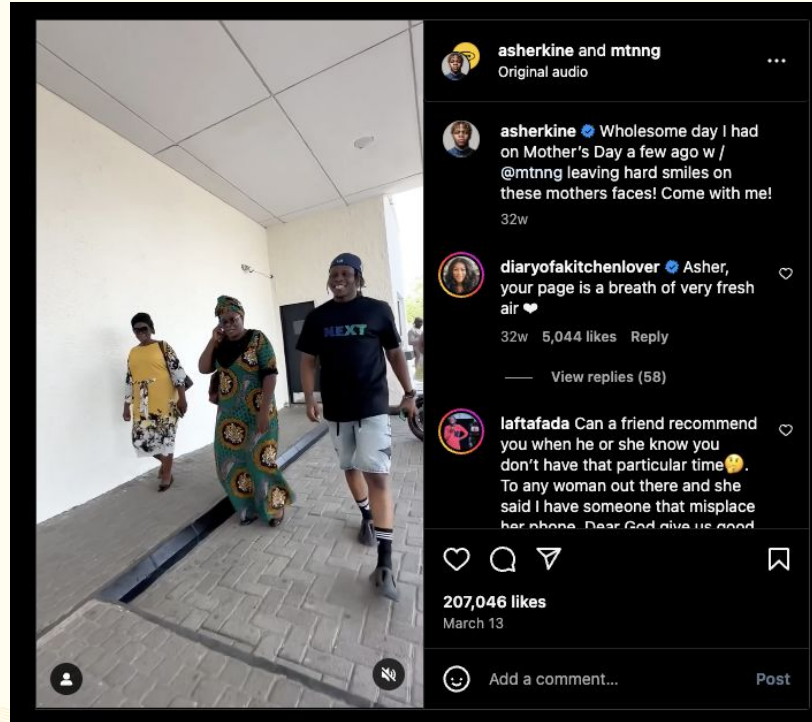 NEXT
asherkine and mtnng
Original audio
asherkine Wholesome day I had
on Mother's Day a few ago w /
@mtnng leaving hard smiles on
these mothers faces! Come with me!
32w
diaryofakitchenlover Asher,
your page is a breath of very fresh
air ❤
32w 5,044 likes Reply
View replies (58)
laftafada Can a friend recommend
you when he or she know you
don't have that particular time🤔.
To any woman out there and she
said I have someone that misplace
her phone. Dear God give us good
207,046 likes
March 13
Add a comment...
Post